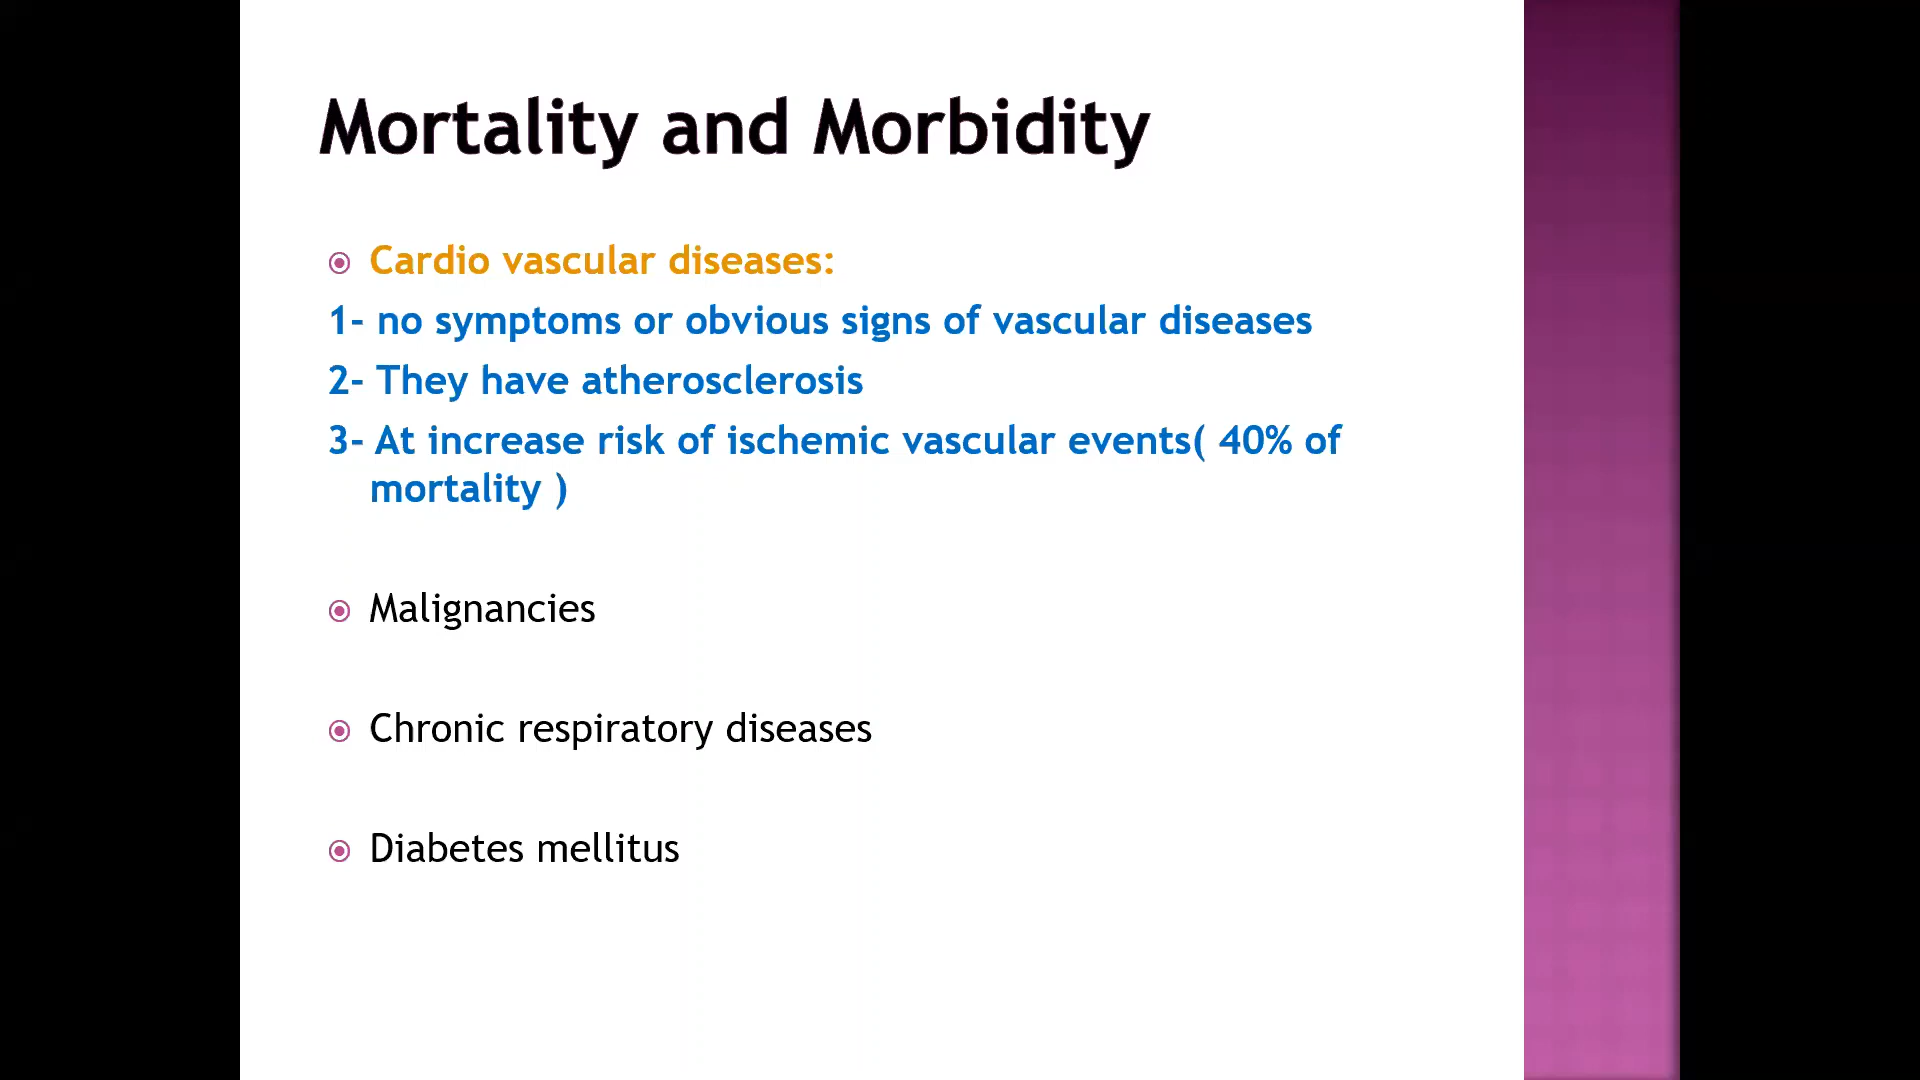 Mortality and Morbidity
Cardio vascular diseases:
1- no symptoms or obvious signs of vascular diseases
2- They have atherosclerosis
3- At increase risk of ischemic vascular events( 40% of
mortality )
Malignancies
Chronic respiratory diseases
Diabetes mellitus